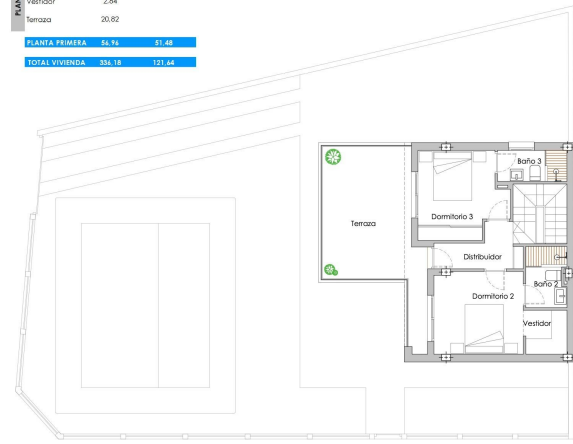 PLAN
Vestidor 2.84
Terraza 20.82
PLANTA PRIMERA 56,96 51,48
TOTAL VIVIENDA 336,18 121,64
Baño 3
Dormitorio 3
Terraza
Distribuidor
Baño 2
Dormitorio 2
Vestidor